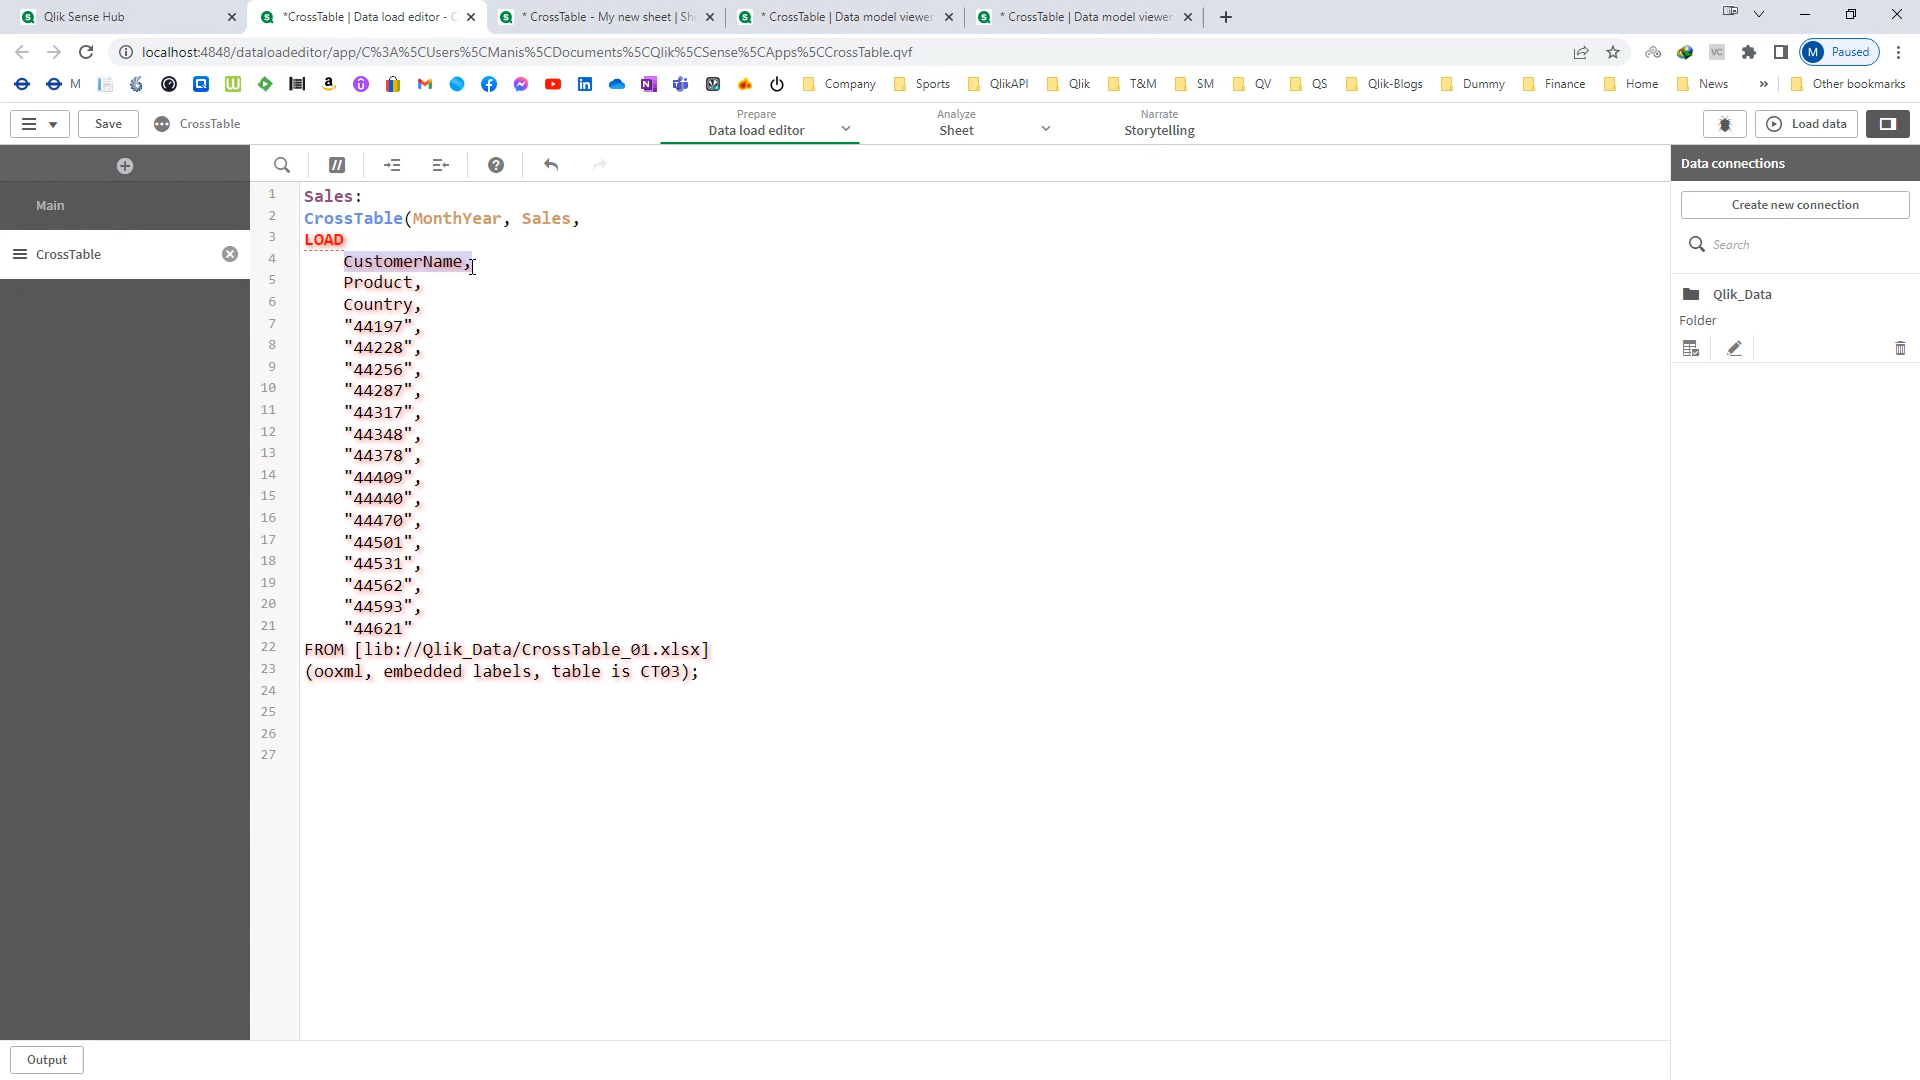 Qlik Sense Hub
*CrossTable | Data load editor - C
* CrossTable - My new sheet | She
* CrossTable | Data model viewer
* CrossTable | Data model viewer
localhost:4848/dataloadeditor/app/C%3A%5CUsers%5CManis%5CDocuments%5CQlik%5CSense%5CApps%5CCrossTable.qvf
M Paused
M
Company
Sports
QlikAPI
Qlik
T&M
SM
QV
QS
Qlik-Blogs
Dummy
Finance
Home
News
»
Other bookmarks
Save
CrossTable
Prepare
Data load editor
Analyze
Sheet
Narrate
Storytelling
Load data
Main
CrossTable
1 Sales:
2 CrossTable(MonthYear, Sales,
3 LOAD
4 CustomerName,
5 Product,
6 Country,
7 "44197",
8 "44228",
9 "44256",
10 "44287",
11 "44317",
12 "44348",
13 "44378",
14 "44409",
15 "44440",
16 "44470",
17 "44501",
18 "44531",
19 "44562",
20 "44593",
21 "44621"
22 FROM [lib://Qlik_Data/CrossTable_01.xlsx]
23 (ooxml, embedded labels, table is CT03);
24
25
26
27
Data connections
Create new connection
Search
Qlik_Data
Folder
Output